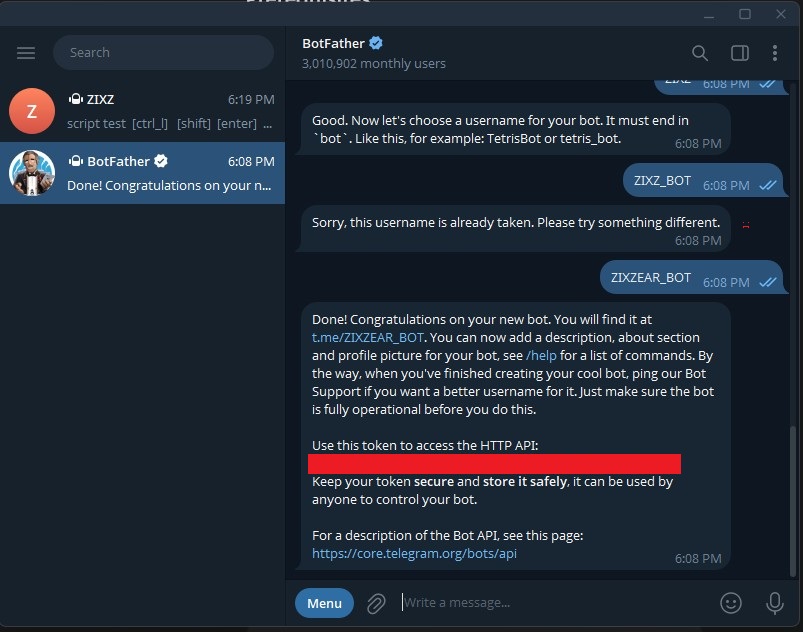 Search
ZIXZ 6:19 PM
script test [ctrl_l] [shift] [enter] ...
BotFather 6:08 PM
Done! Congratulations on your n...
BotFather
3,010,902 monthly users
ZIXZ 6:08 PM
Good. Now let's choose a username for your bot. It must end in
`bot`. Like this, for example: TetrisBot or tetris_bot.
6:08 PM
ZIXZ_BOT 6:08 PM
Sorry, this username is already taken. Please try something different.
6:08 PM
ZIXZEAR_BOT 6:08 PM
Done! Congratulations on your new bot. You will find it at
t.me/ZIXZEAR_BOT. You can now add a description, about section
and profile picture for your bot, see /help for a list of commands. By
the way, when you've finished creating your cool bot, ping our Bot
Support if you want a better username for it. Just make sure the bot
is fully operational before you do this.
Use this token to access the HTTP API:
Keep your token secure and store it safely, it can be used by
anyone to control your bot.
For a description of the Bot API, see this page:
https://core.telegram.org/bots/api
6:08 PM
Menu
Write a message...
Z